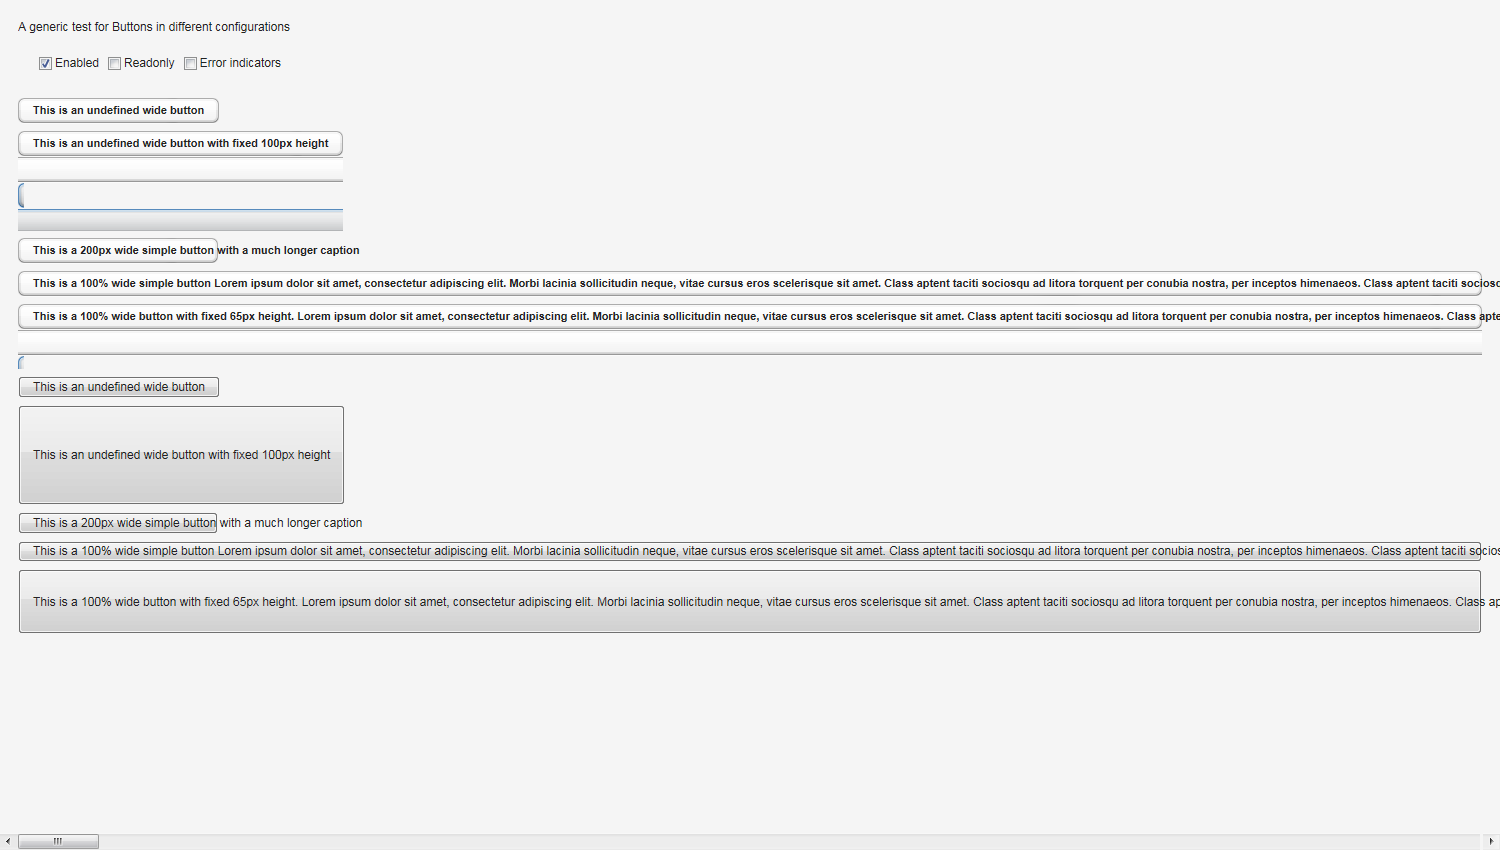 A generic test for Buttons in different configurations
Enabled Readonly Error indicators
This is an undefined wide button
This is an undefined wide button with fixed 100px height
This is a 200px wide simple button with a much longer caption
This is a 100% wide simple button Lorem ipsum dolor sit amet, consectetur adipiscing elit. Morbi lacinia sollicitudin neque, vitae cursus eros scelerisque sit amet. Class aptent taciti sociosqu ad litora torquent per conubia nostra, per inceptos himenaeos. Class aptent taciti sociosq
This is a 100% wide button with fixed 65px height. Lorem ipsum dolor sit amet, consectetur adipiscing elit. Morbi lacinia sollicitudin neque, vitae cursus eros scelerisque sit amet. Class aptent taciti sociosqu ad litora torquent per conubia nostra, per inceptos himenaeos. Class apte
This is an undefined wide button
This is an undefined wide button with fixed 100px height
This is a 200px wide simple button with a much longer caption
This is a 100% wide simple button Lorem ipsum dolor sit amet, consectetur adipiscing elit. Morbi lacinia sollicitudin neque, vitae cursus eros scelerisque sit amet. Class aptent taciti sociosqu ad litora torquent per conubia nostra, per inceptos himenaeos. Class aptent taciti socios
This is a 100% wide button with fixed 65px height. Lorem ipsum dolor sit amet, consectetur adipiscing elit. Morbi lacinia sollicitudin neque, vitae cursus eros scelerisque sit amet. Class aptent taciti sociosqu ad litora torquent per conubia nostra, per inceptos himenaeos. Class ap